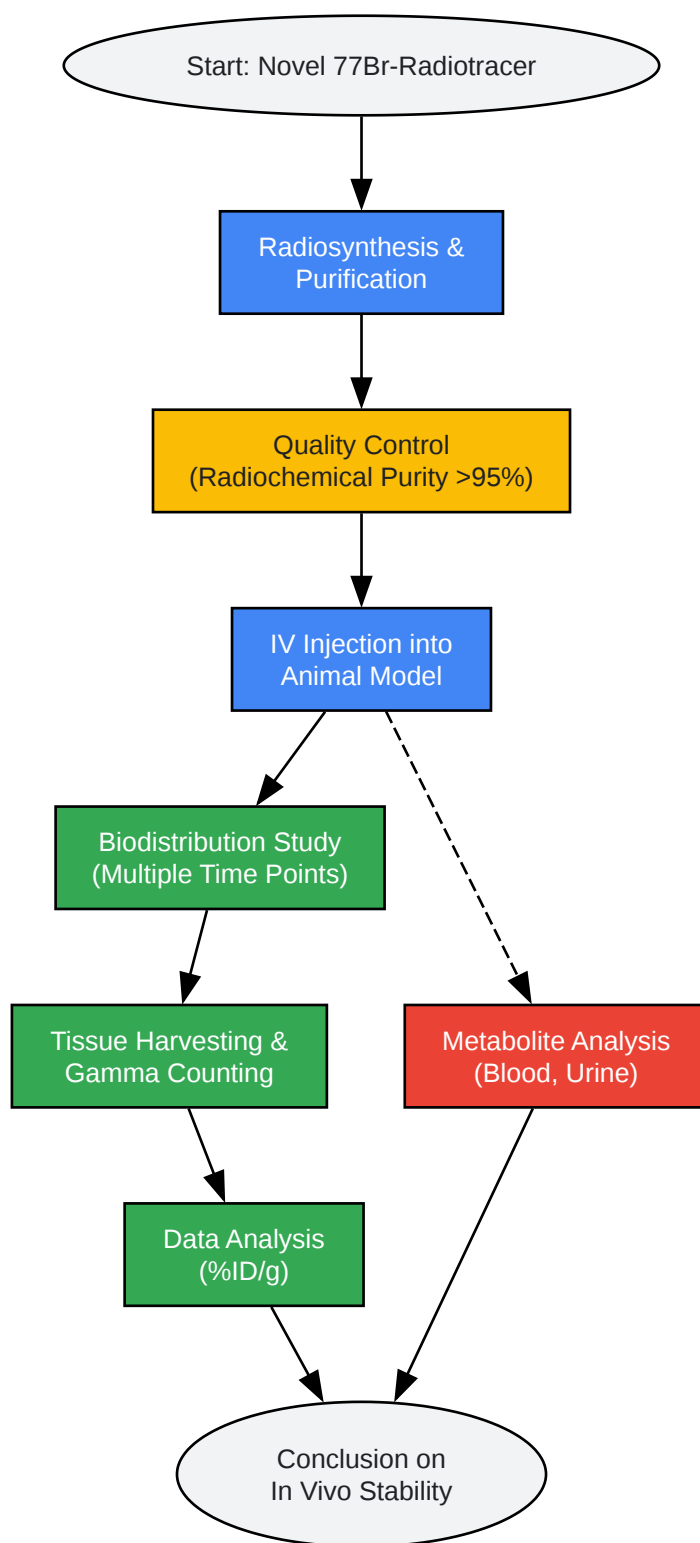 Start: Novel 77Br-Radiotracer
Radiosynthesis &
Purification
Quality Control
(Radiochemical Purity >95%)
IV Injection into
Animal Model
Biodistribution Study
(Multiple Time Points)
Tissue Harvesting &
Gamma Counting
Metabolite Analysis
(Blood, Urine)
Data Analysis
(%ID/g)
Conclusion on
In Vivo Stability